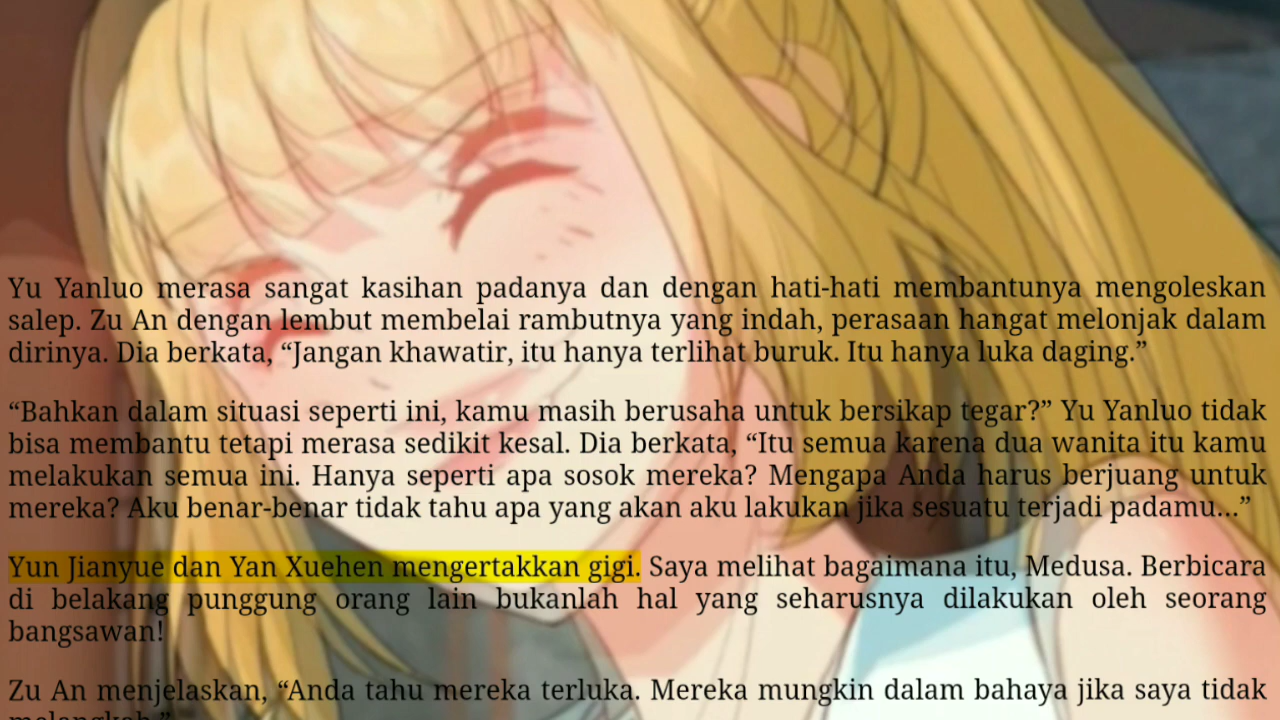 Yu Yanluo merasa sangat kasihan padanya dan dengan hati-hati membantunya mengoleskan
salep. Zu An dengan lembut membelai rambutnya yang indah, perasaan hangat melonjak dalam
dirinya. Dia berkata, “Jangan khawatir, itu hanya terlihat buruk. Itu hanya luka daging.”
“Bahkan dalam situasi seperti ini, kamu masih berusaha untuk bersikap tegar?” Yu Yanluo tidak
bisa membantu tetapi merasa sedikit kesal. Dia berkata, “Itu semua karena dua wanita itu kamu
melakukan semua ini. Hanya seperti apa sosok mereka? Mengapa Anda harus berjuang untuk
mereka? Aku benar-benar tidak tahu apa yang akan aku lakukan jika sesuatu terjadi padamu...”
Yun Jianyue dan Yan Xuehen mengertakkan gigi. Saya melihat bagaimana itu, Medusa. Berbicara
di belakang punggung orang lain bukanlah hal yang seharusnya dilakukan oleh seorang
bangsawan!
Zu An menjelaskan, “Anda tahu mereka terluka. Mereka mungkin dalam bahaya jika saya tidak